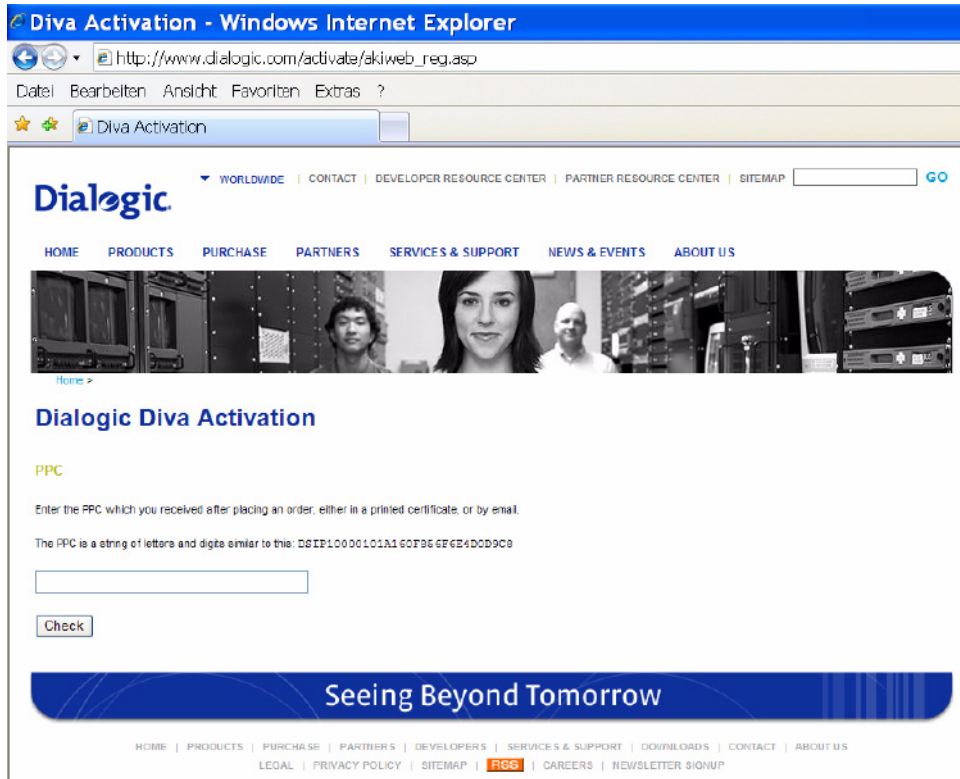 Diva Activation - Windows Internet Explorer
http://www.dialogic.com/activate/akiweb_reg.asp
Datei Bearbeiten Ansicht Favoriten Extras ?
Diva Activation
WORLDWIDE | CONTACT | DEVELOPER RESOURCE CENTER | PARTNER RESOURCE CENTER | SITEMAP GO
Dialogic.
HOME PRODUCTS PURCHASE PARTNERS SERVICES & SUPPORT NEWS & EVENTS ABOUT US
Home >
Dialogic Diva Activation
PPC
Enter the PPC which you received after placing an order, either in a printed certificate, or by email.
The PPC is a string of letters and digits similar to this: DSIP10000101A160F856F6E4D0D9C8
Check
Seeing Beyond Tomorrow
HOME | PRODUCTS | PURCHASE | PARTNERS | DEVELOPERS | SERVICES & SUPPORT | DOWNLOADS | CONTACT | ABOUT US
LEGAL | PRIVACY POLICY | SITEMAP | RSS | CAREERS | NEWSLETTER SIGNUP